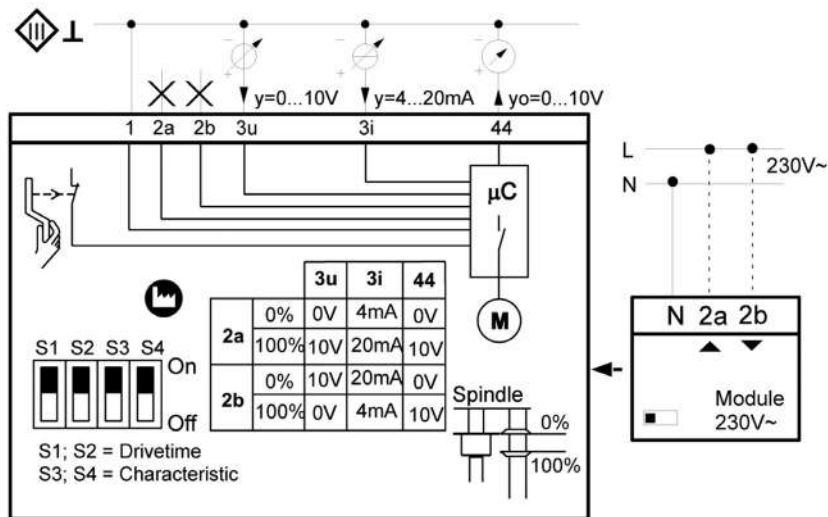 y=0...10V y=4...20mA yo=0...10V
1 2a 2b 3u 3i 44
L
230V~
N
µC
M
3u 3i 44
2a 0% 0V 4mA 0V
100% 10V 20mA 10V
2b 0% 10V 20mA 0V
100% 0V 4mA 10V
S1 S2 S3 S4
On
Off
S1; S2 = Drivetime
S3; S4 = Characteristic
Spindle
0%
100%
N 2a 2b
Module
230V~